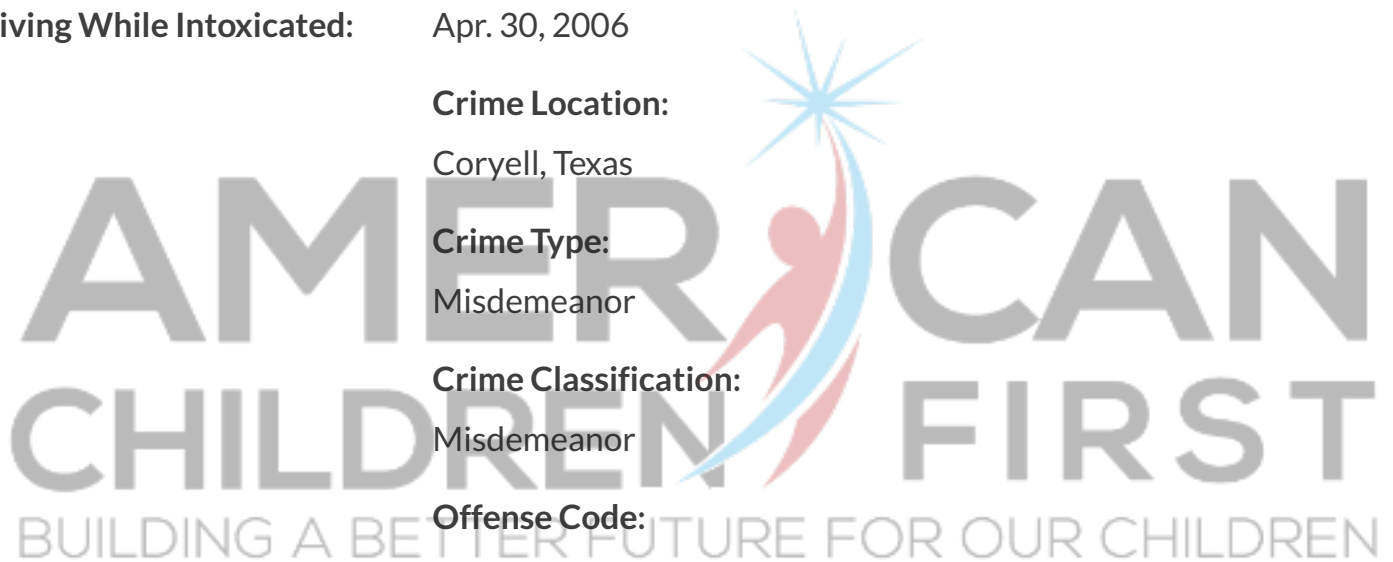 iving While Intoxicated: Apr. 30, 2006
Crime Location:
Coryell, Texas
Crime Type:
Misdemeanor
Crime Classification:
Misdemeanor
Offense Code:
AMERICAN
CHILDREN FIRST
BUILDING A BETTER FUTURE FOR OUR CHILDREN